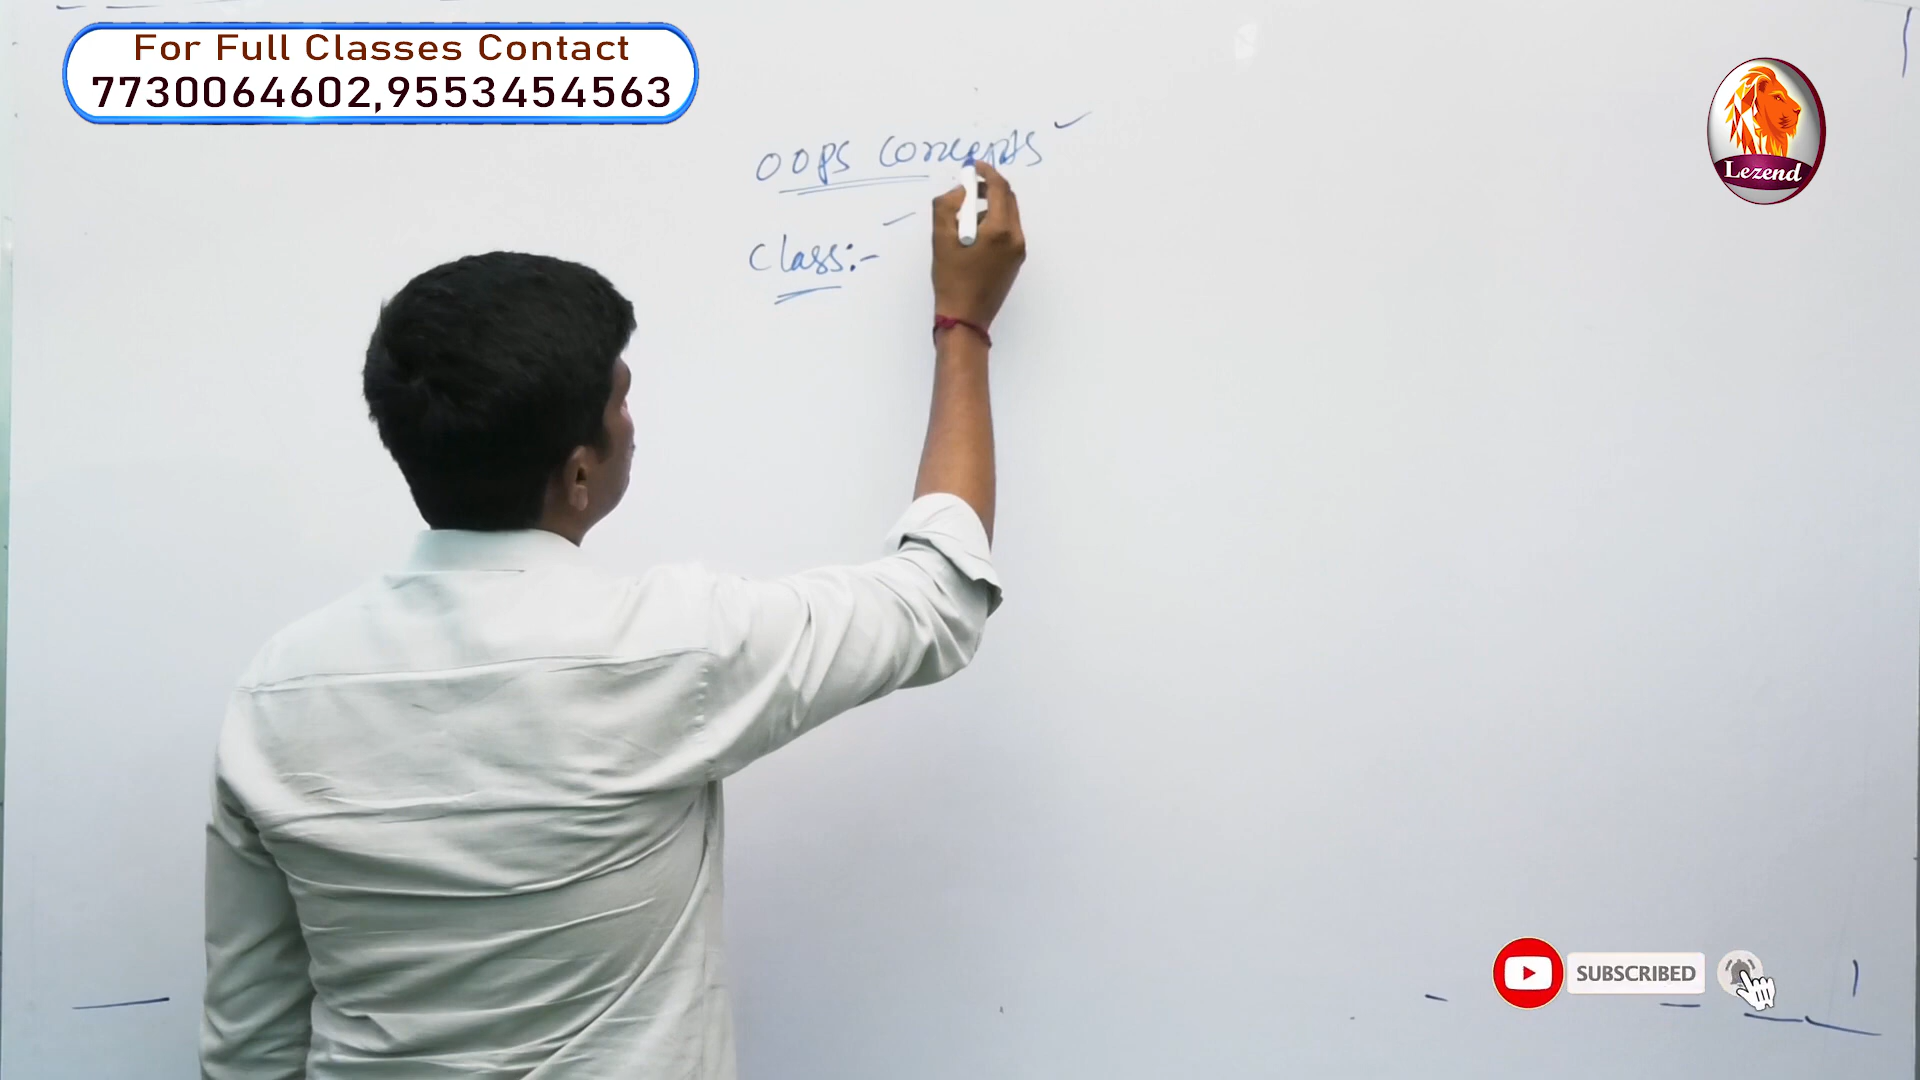 For Full Classes Contact
7730064602,9553454563
OOPS Concepts
Class:-
Lezend
SUBSCRIBED